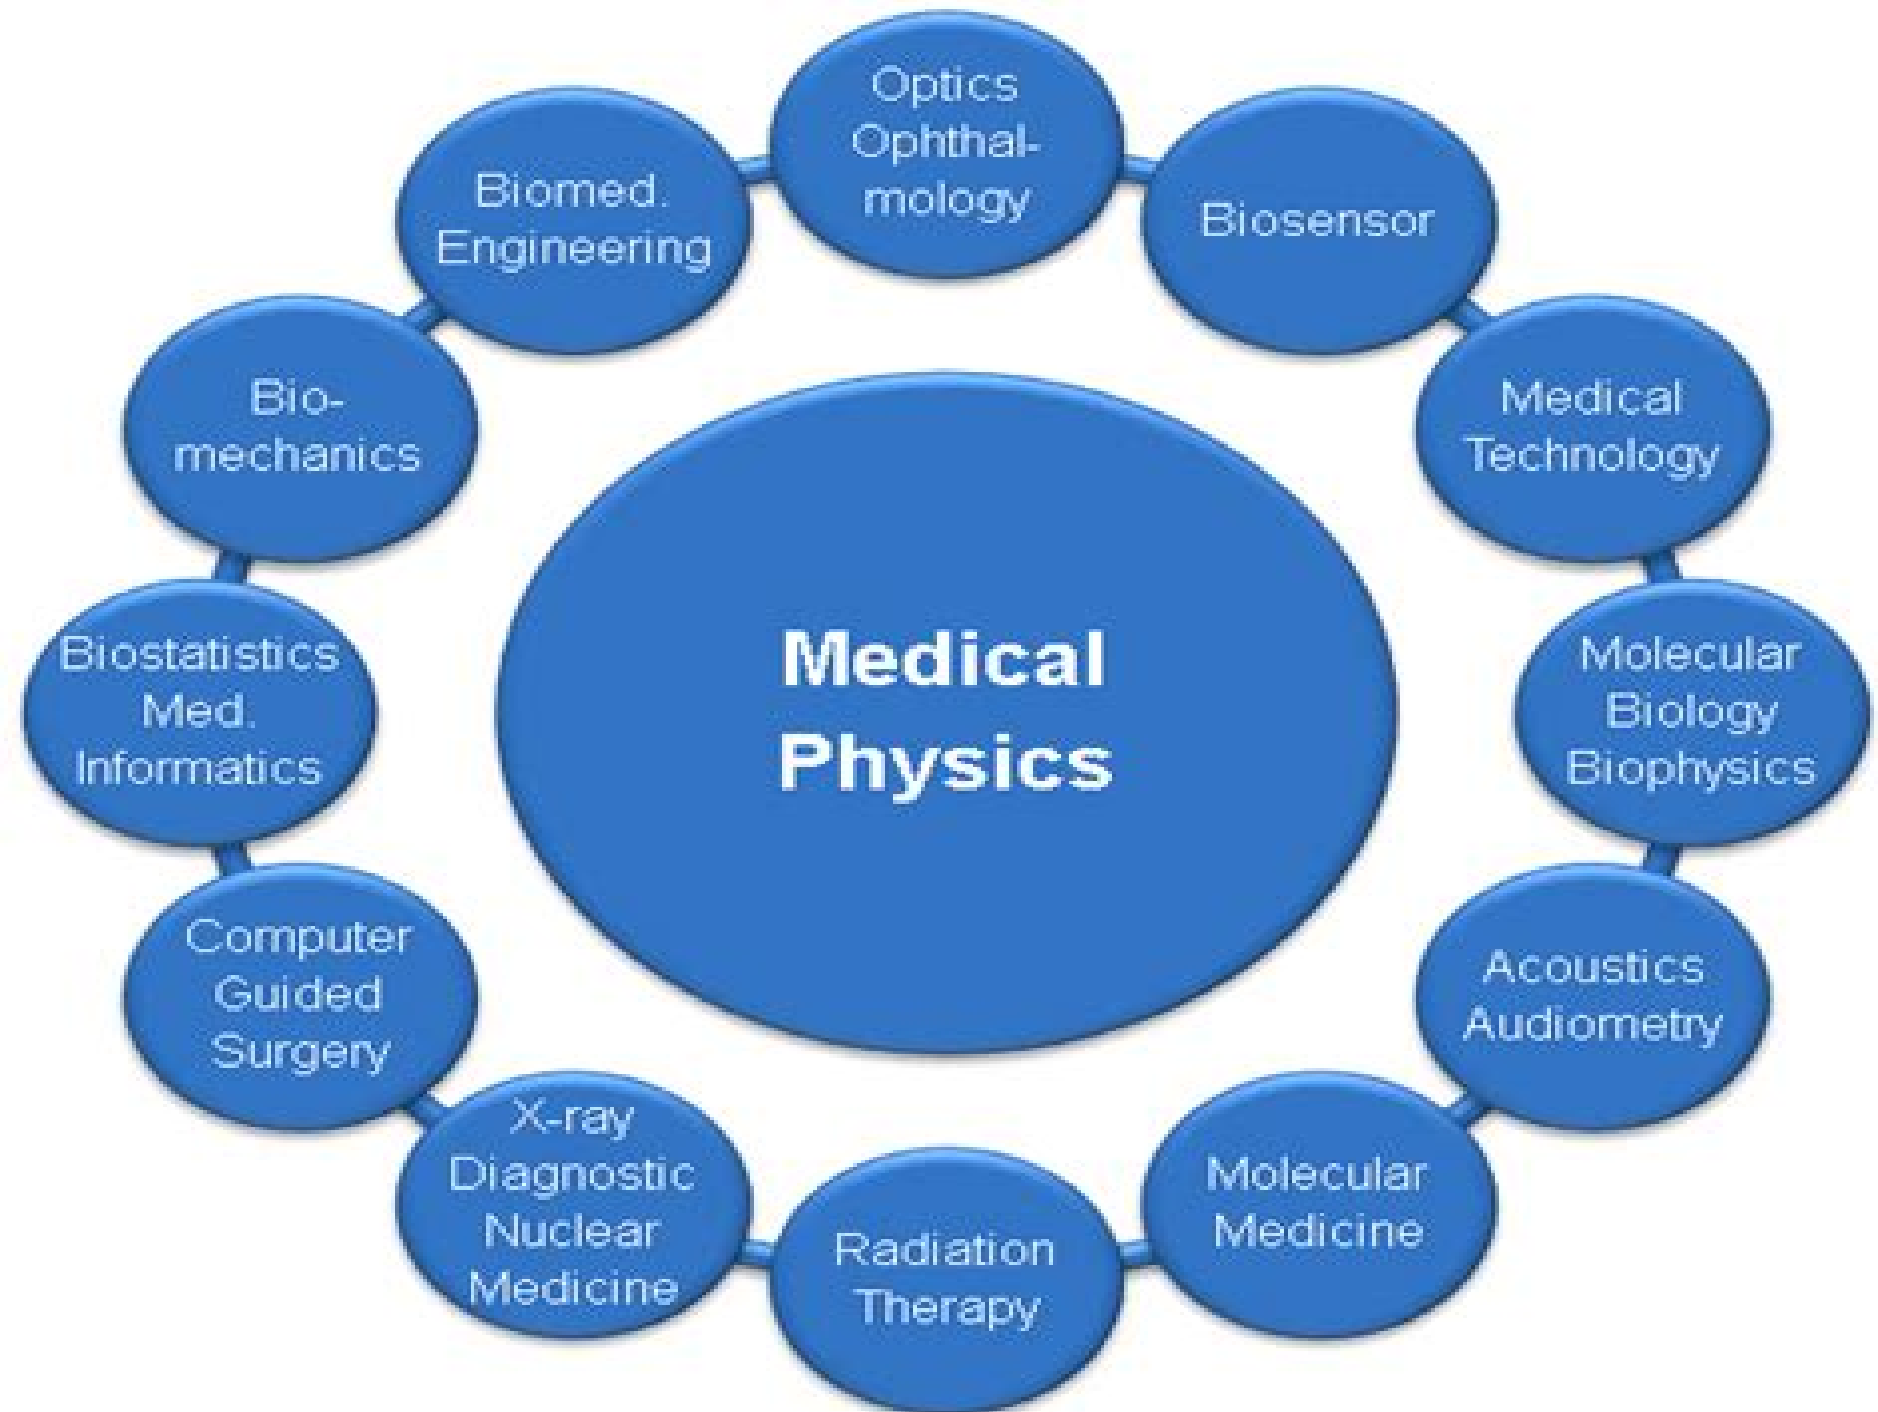 Optics
Ophthal-
mology
Biosensor
Medical
Technology
Molecular
Biology
Biophysics
Acoustics
Audiometry
Molecular
Medicine
Radiation
Therapy
X-ray
Diagnostic
Nuclear
Medicine
Computer
Guided
Surgery
Biostatistics
Med.
Informatics
Bio-
mechanics
Biomed.
Engineering
Medical
Physics